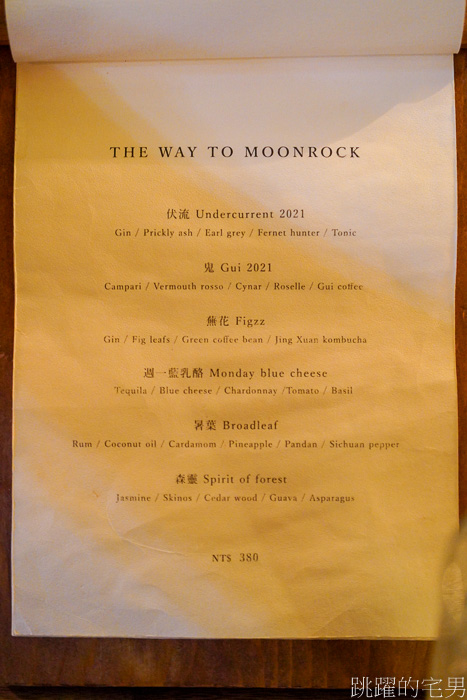 THE WAY TO MOONROCK
伏流 Undercurrent 2021
Gin / Prickly ash / Earl grey / Fernet hunter / Tonic
鬼 Gui 2021
Campari / Vermouth rosso / Cynar / Roselle / Gui coffee
蕪花 Figzz
Gin / Fig leafs / Green coffee bean / Jing Xuan kombucha
週一藍乳酪 Monday blue cheese
Tequila / Blue cheese / Chardonnay /Tomato / Basil
暑葉 Broadleaf
Rum / Coconut oil / Cardamom / Pineapple / Pandan / Sichuan pepper
森靈 Spirit of forest
Jasmine / Skinos / Cedar wood / Guava / Asparagus
NT$ 380
跳躍的宅男